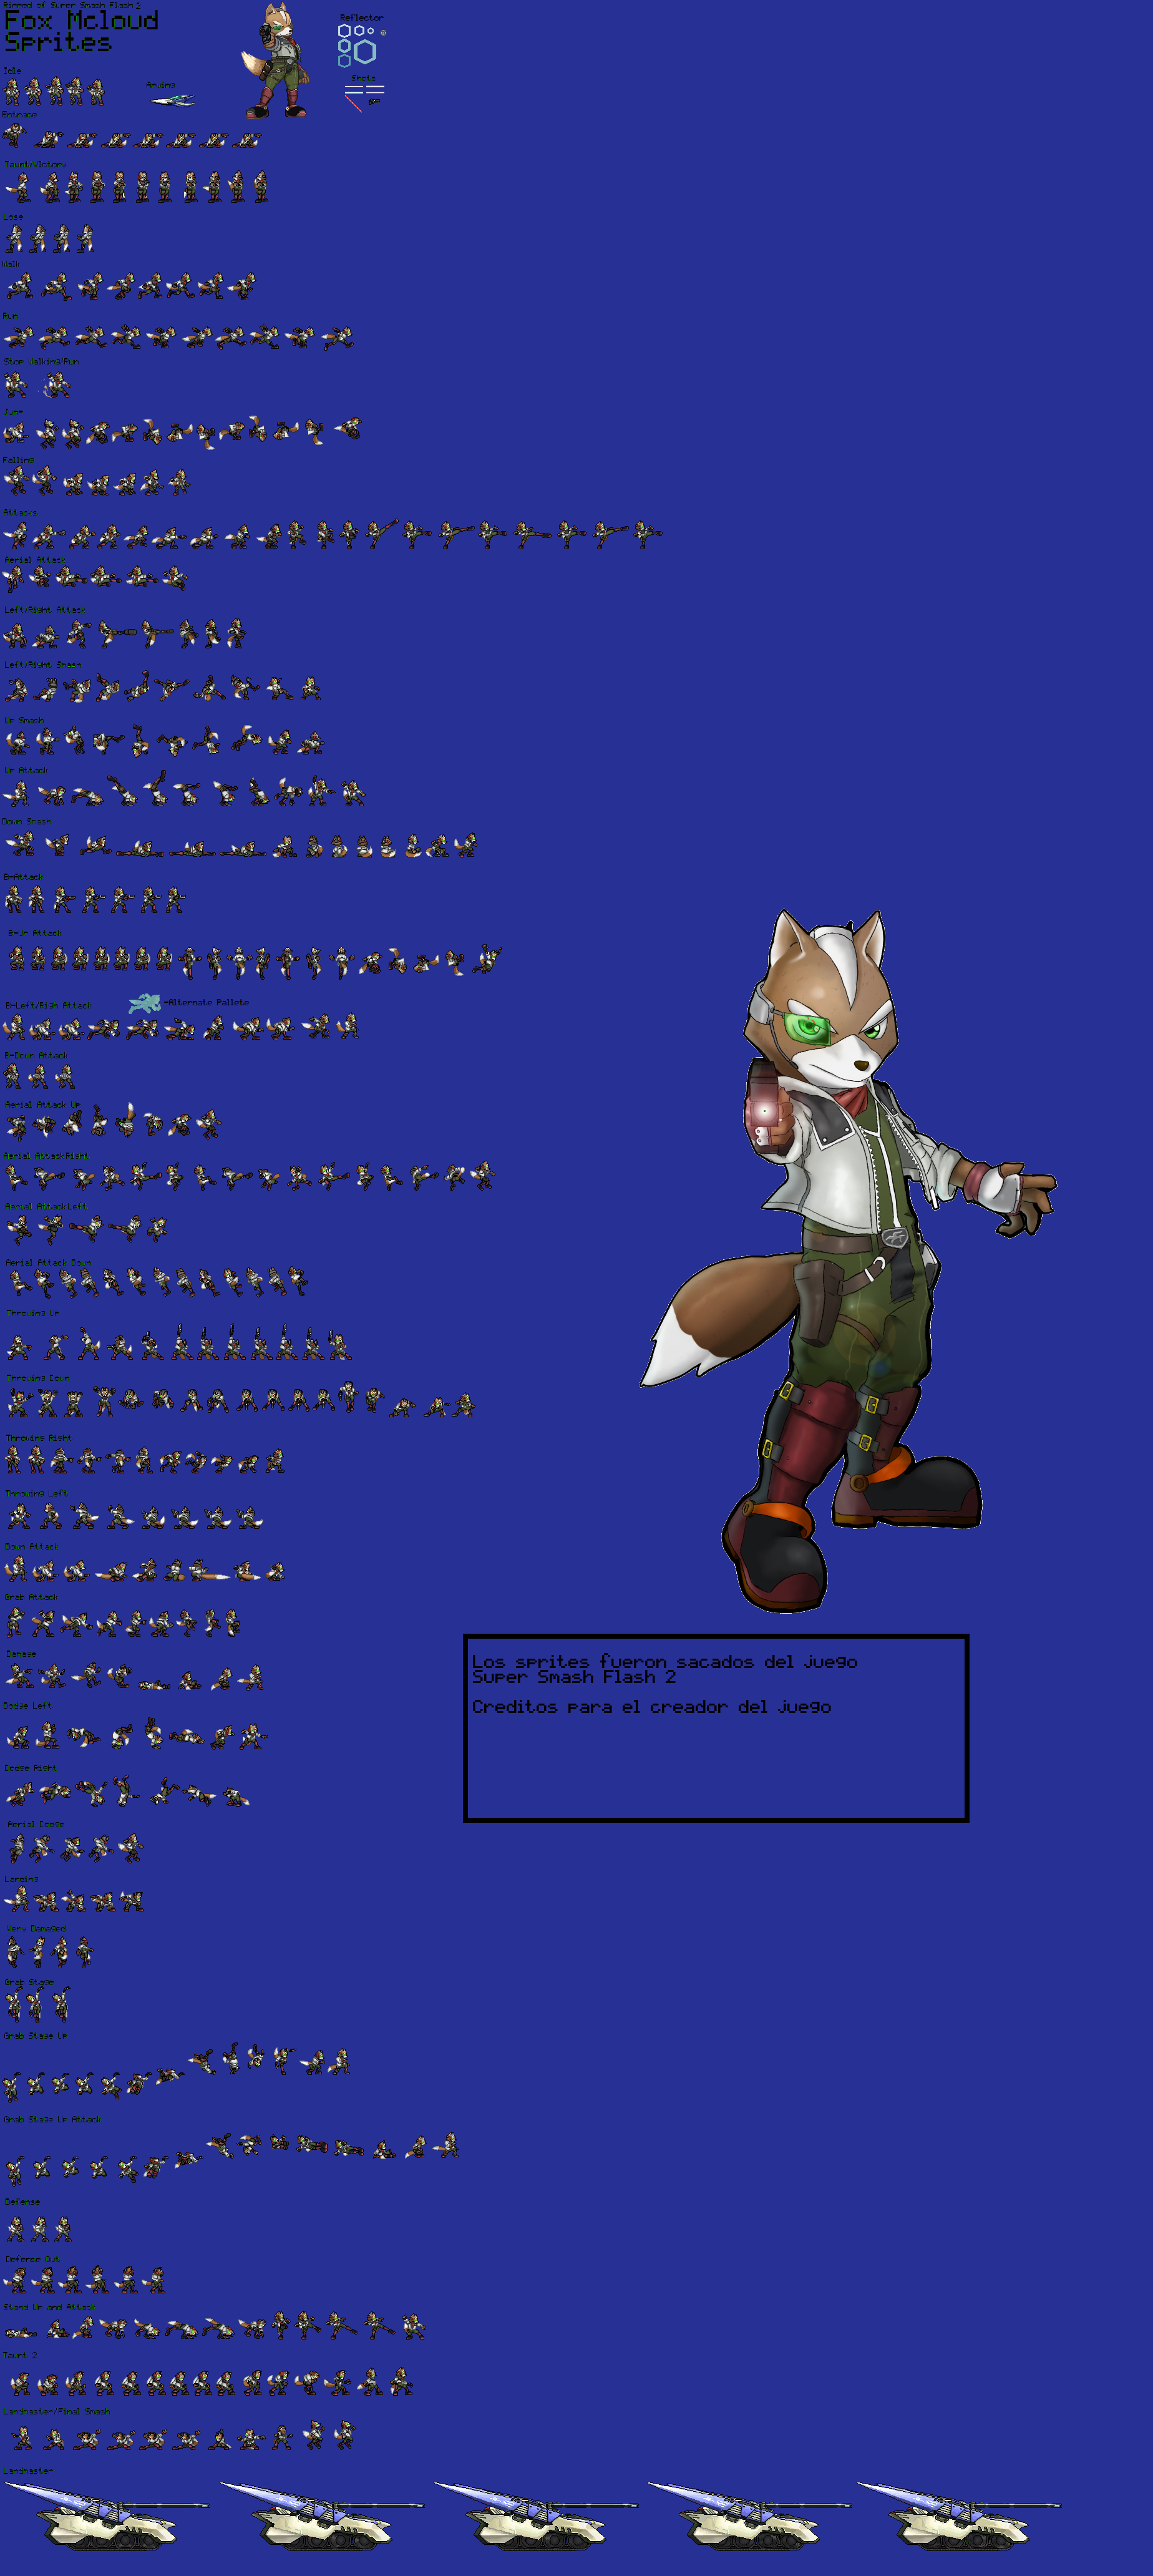 Ripped of Super Smash Flash 2
Fox Mcloud
Sprites
Reflector
Shots
Idle
Arwing
Entrace
Taunt/Victory
Lose
Walk
Run
Stop Walking/Run
Jump
Falling
Attacks
Aerial Attack
Left/Right Attack
Left/Right Smash
Up Smash
Up Attack
Down Smash
B-Attack
B-Up Attack
B-Left/Righ Attack
-Alternate Pallete
B-Down Attack
Aerial Attack Up
Aerial AttackRight
Aerial AttackLeft
Aerial Attack Down
Throwing Up
Throwing Down
Throwing Right
Throwing Left
Down Attack
Grab Attack
Damage
Los sprites fueron sacados del juego
Super Smash Flash 2
Creditos para el creador del juego
Dodge Left
Dodge Right
Aerial Dodge
Landing
Very Damaged
Grab Stage
Grab Stage Up
Grab Stage Up Attack
Defense
Defense Out
Stand Up and Attack
Taunt 2
Landmaster/Final Smash
Landmaster